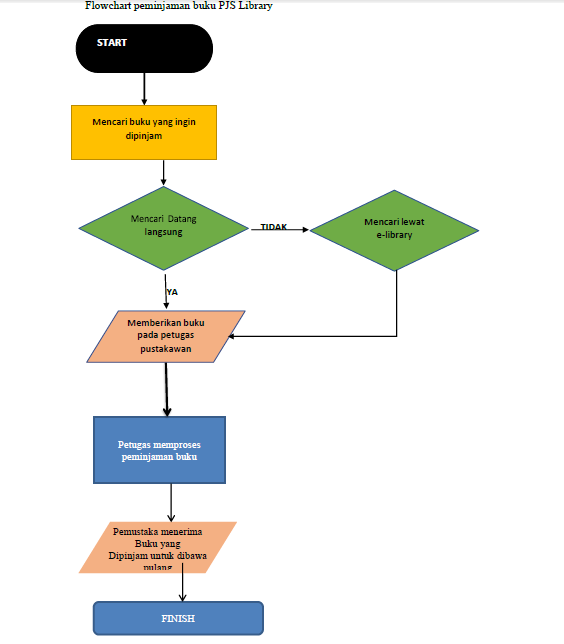 Flowchart peminjaman buku PJS Library
START
Mencari buku yang ingin
dipinjam
Mencari Datang
langsung
TIDAK
Mencari lewat
e-library
YA
Memberikan buku
pada petugas
pustakawan
Petugas memproses
peminjaman buku
Pemustaka menerima
Buku yang
Dipinjam untuk dibawa
pulang
FINISH